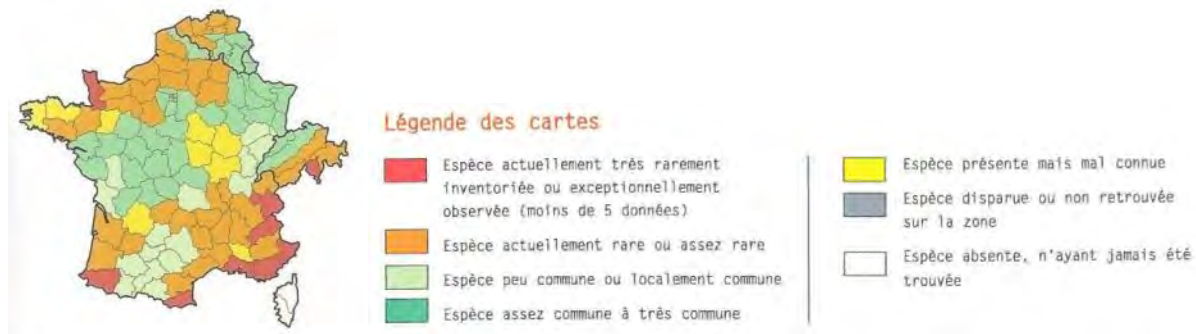 Légende des cartes
Espèce actuellement très rarement
inventoriée ou exceptionnellement
observée (moins de 5 données)
Espèce actuellement rare ou assez rare
Espèce peu commune ou localement commune
Espèce assez commune à très commune
Espèce présente mais mal connue
Espèce disparue ou non retrouvée
sur la zone
Espèce absente, n'ayant jamais été
trouvée